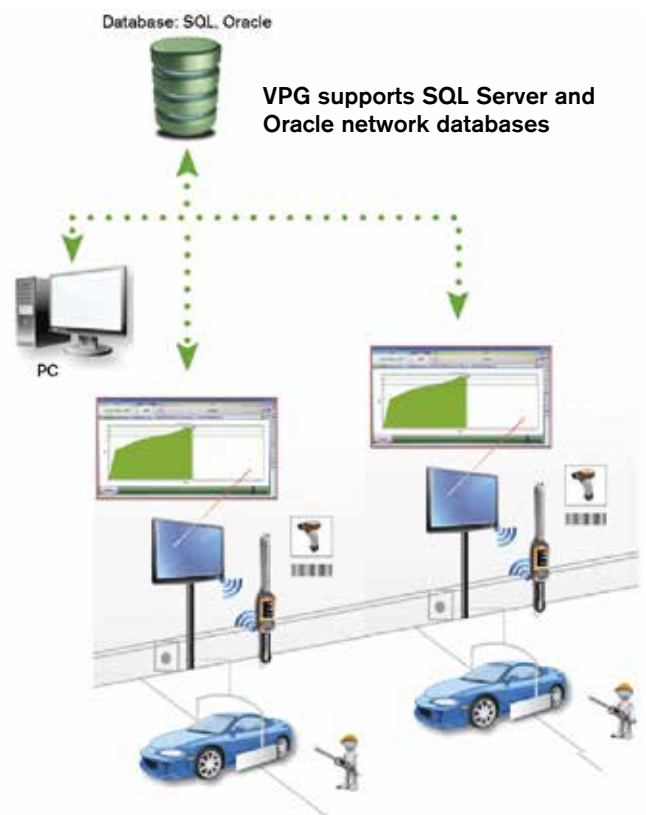 Database: SQL, Oracle
VPG supports SQL Server and
Oracle network databases
PC